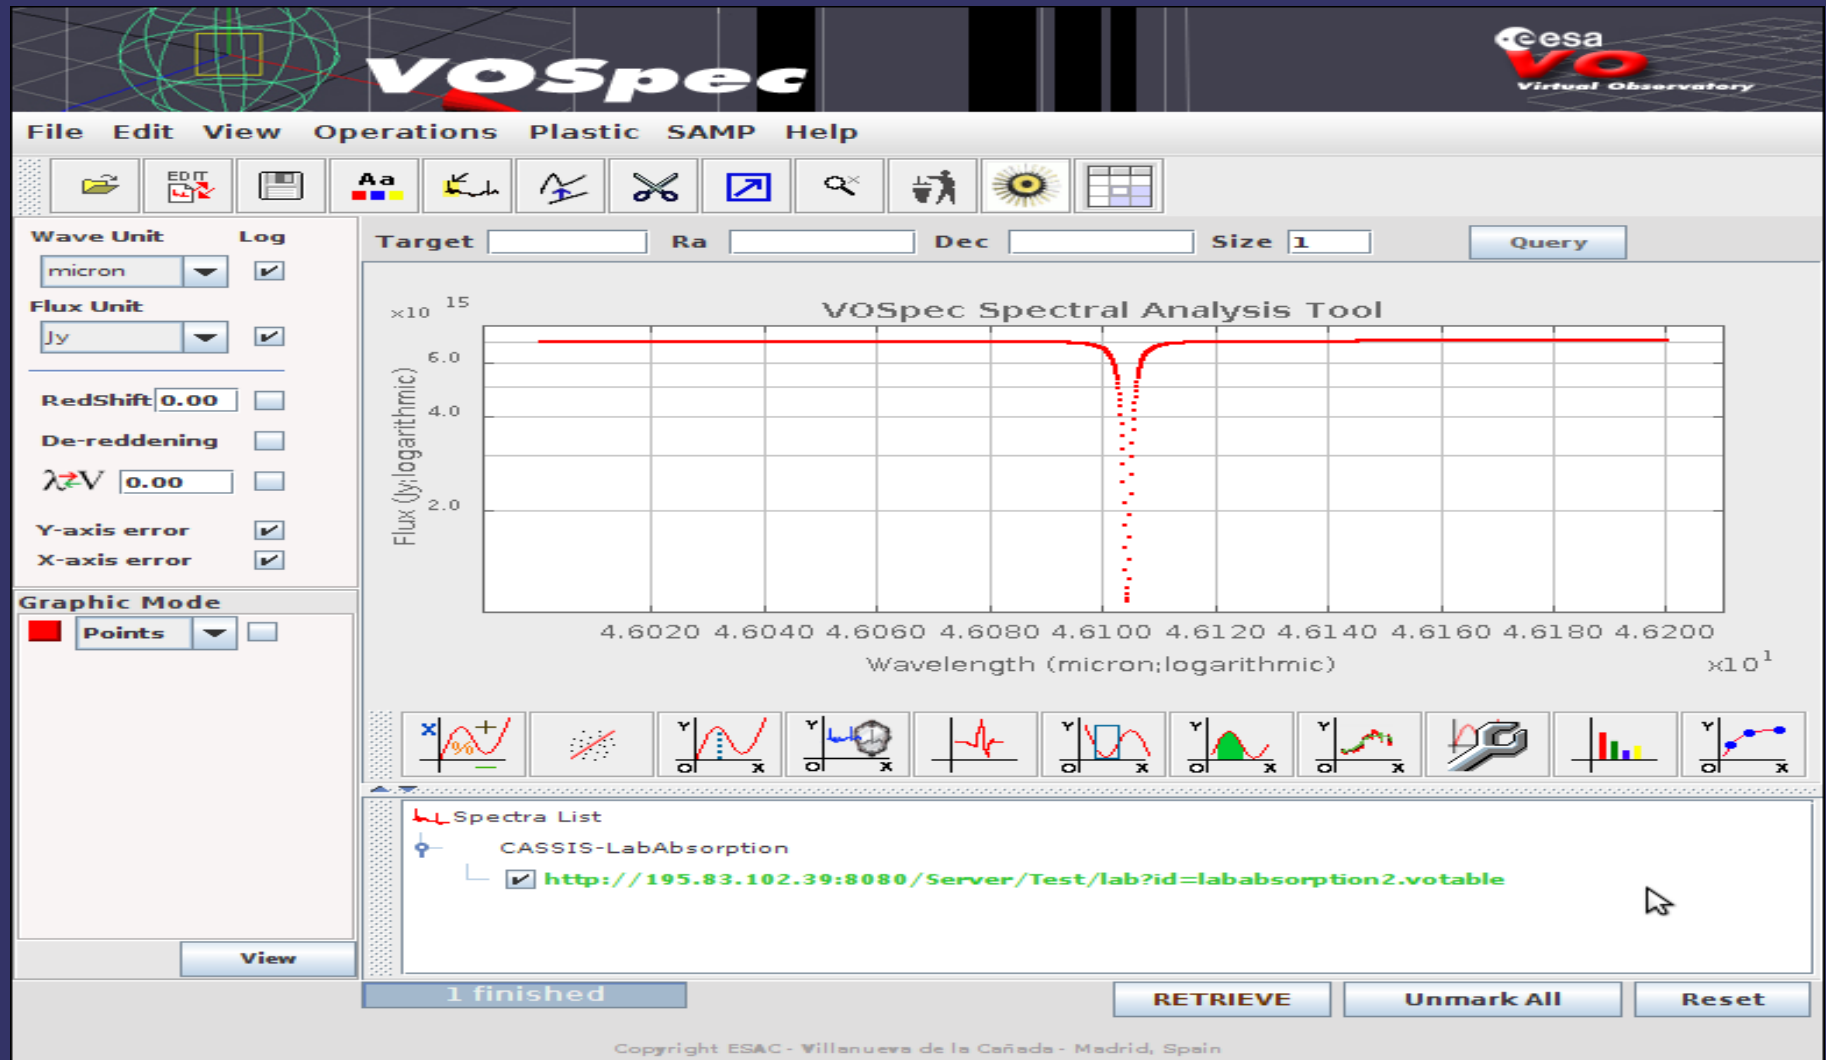 VOSpec
esa
VO
Virtual Observatory
File Edit View Operations Plastic SAMP Help
EDIT
Aa
Wave Unit Log
micron
Flux Unit
Jy
RedShift 0.00
De-reddening
λ⇄V 0.00
Y-axis error
X-axis error
Graphic Mode
Points
View
Target Ra Dec Size 1 Query
×10 15
VOSpec Spectral Analysis Tool
6.0
4.0
2.0
Flux (Jy;logarithmic)
4.6020 4.6040 4.6060 4.6080 4.6100 4.6120 4.6140 4.6160 4.6180 4.6200
Wavelength (micron;logarithmic)
×10¹
X % + −
Y O X
Y O X
Y O X
Y O X
Y O X
Y O X
Spectra List
CASSIS-LabAbsorption
http://195.83.102.39:8080/Server/Test/lab?id=lababsorption2.votable
1 finished
RETRIEVE Unmark All Reset
Copyright ESAC - Villanueva de la Cañada - Madrid, Spain